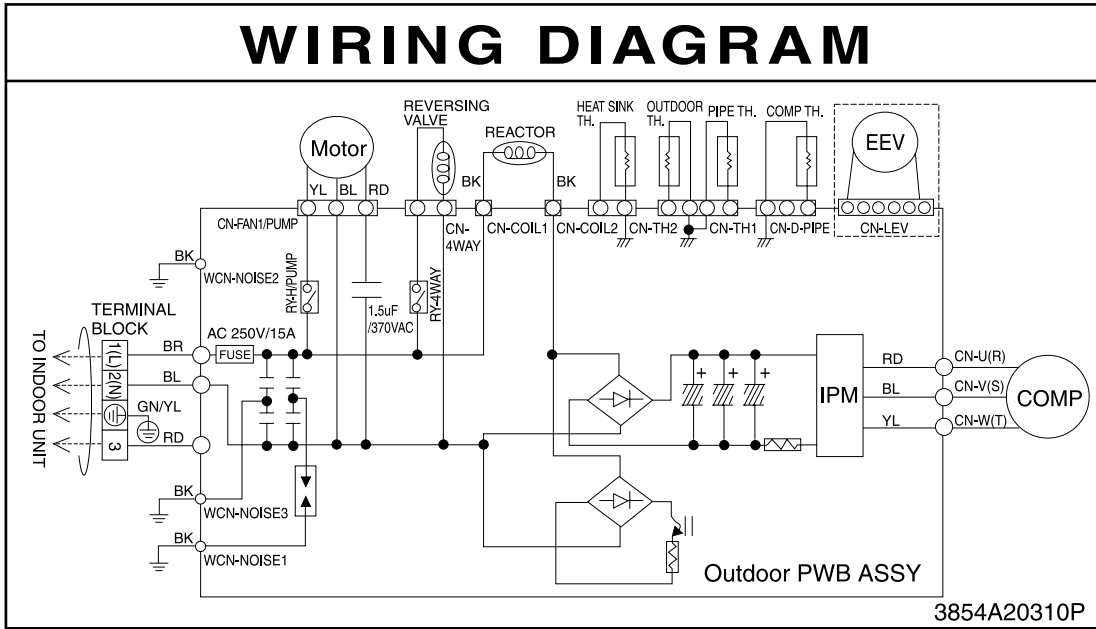 WIRING DIAGRAM
REVERSING
VALVE
REACTOR
HEAT SINK
TH.
OUTDOOR
TH.
PIPE TH.
COMP TH.
EEV
Motor
YL BL RD
BK
BK
CN-FAN1/PUMP
CN-
4WAY
CN-COIL1
CN-COIL2
CN-TH2
CN-TH1
CN-D-PIPE
CN-LEV
BK
WCN-NOISE2
RY-H/PUMP
1.5uF
/370VAC
RY-4WAY
TERMINAL
BLOCK
AC 250V/15A
FUSE
TO INDOOR UNIT
1(L)
2(N)
3
BR
BL
GN/YL
RD
+ + +
IPM
RD
BL
YL
CN-U(R)
CN-V(S)
CN-W(T)
COMP
BK
WCN-NOISE3
BK
WCN-NOISE1
Outdoor PWB ASSY
3854A20310P